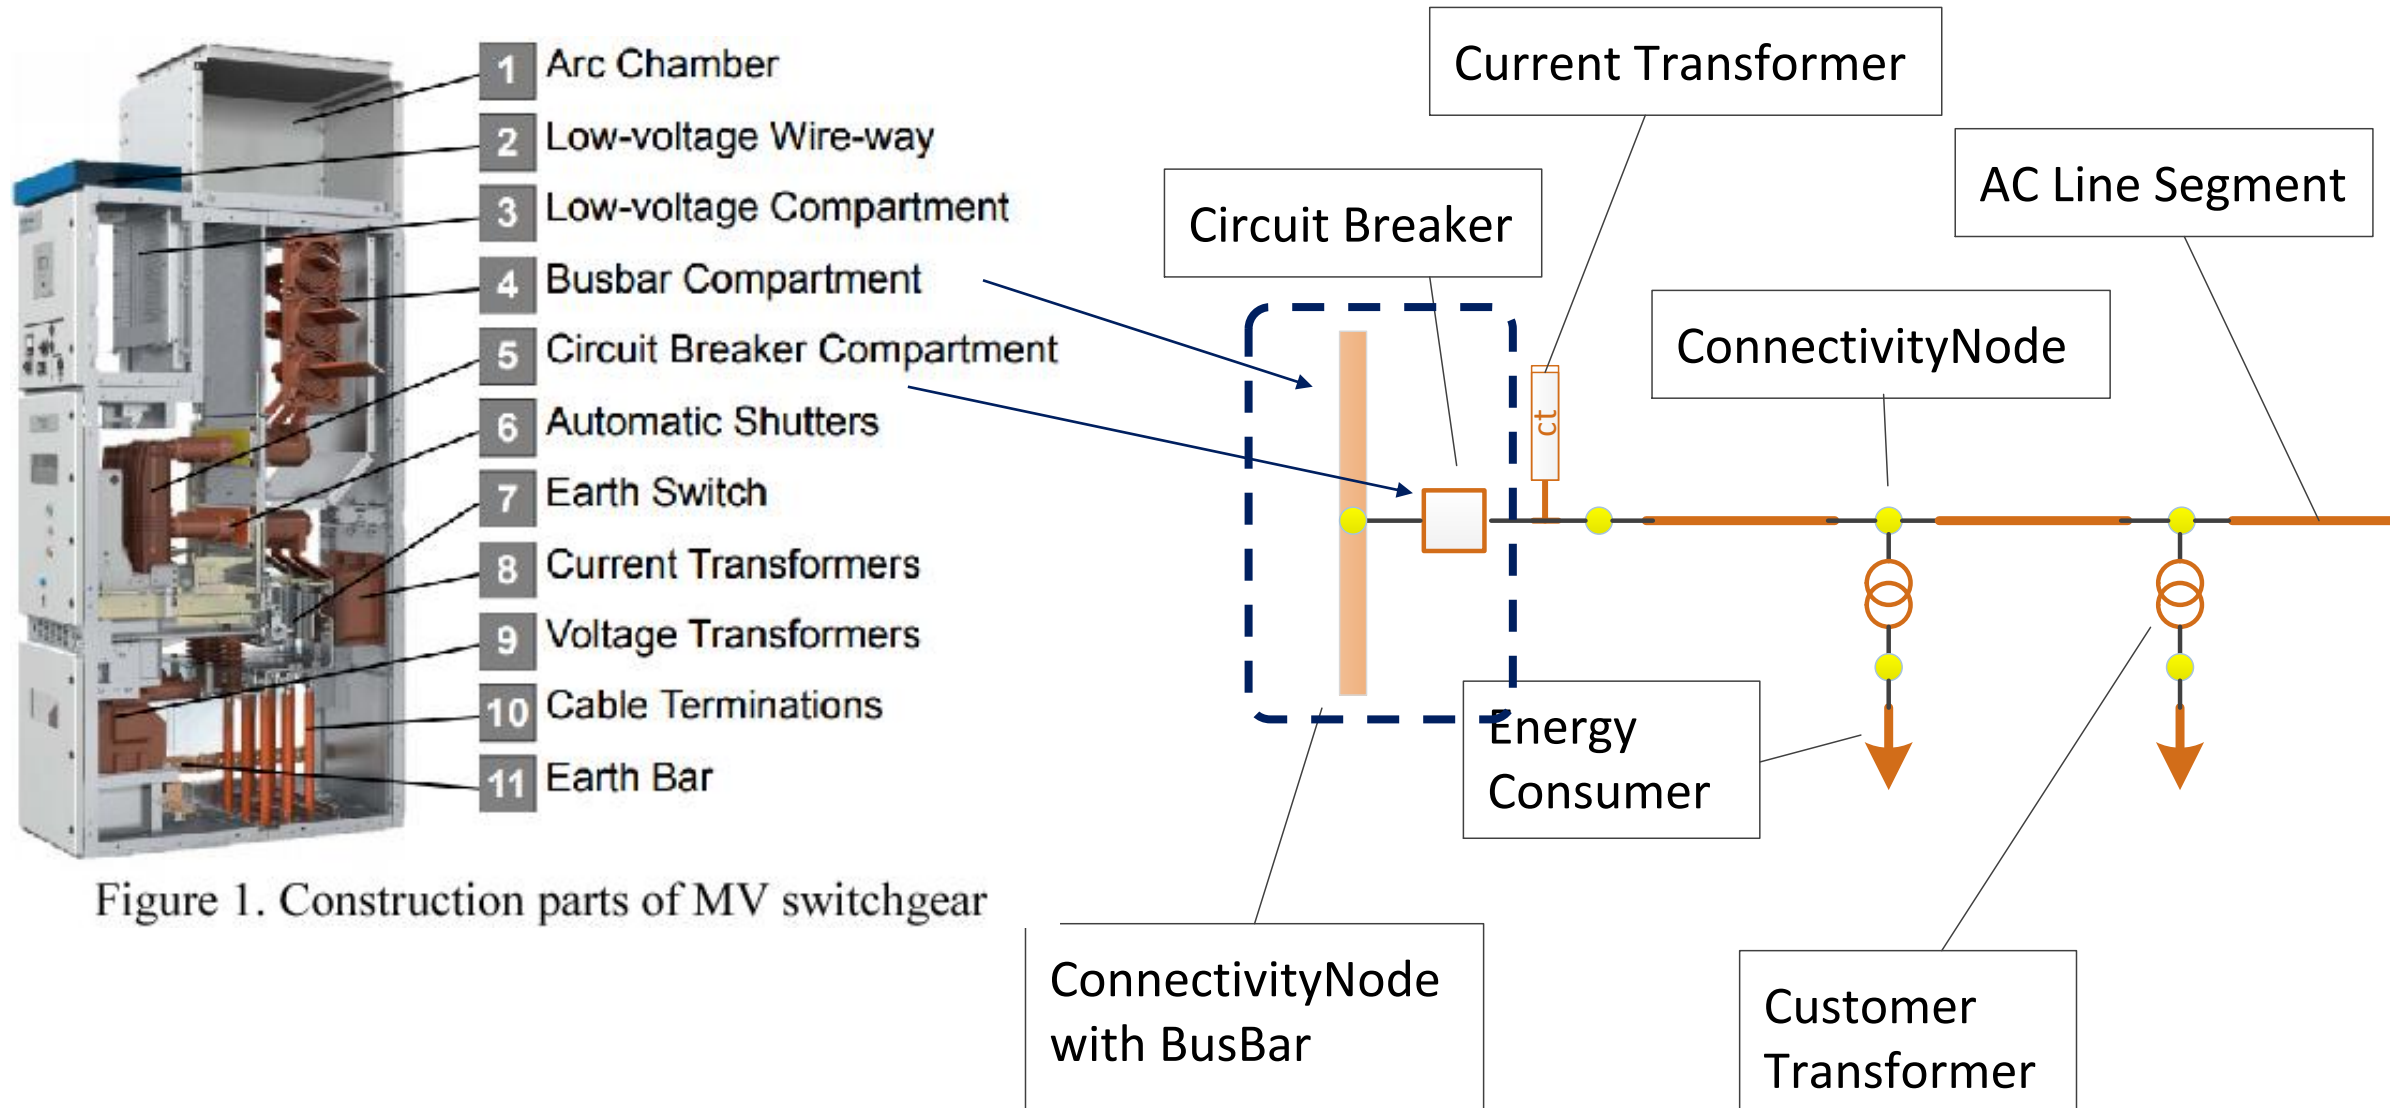 1 Arc Chamber
2 Low-voltage Wire-way
3 Low-voltage Compartment
4 Busbar Compartment
5 Circuit Breaker Compartment
6 Automatic Shutters
7 Earth Switch
8 Current Transformers
9 Voltage Transformers
10 Cable Terminations
11 Earth Bar
Figure 1. Construction parts of MV switchgear
Current Transformer
AC Line Segment
Circuit Breaker
ConnectivityNode
ct
Energy
Consumer
ConnectivityNode
with BusBar
Customer
Transformer